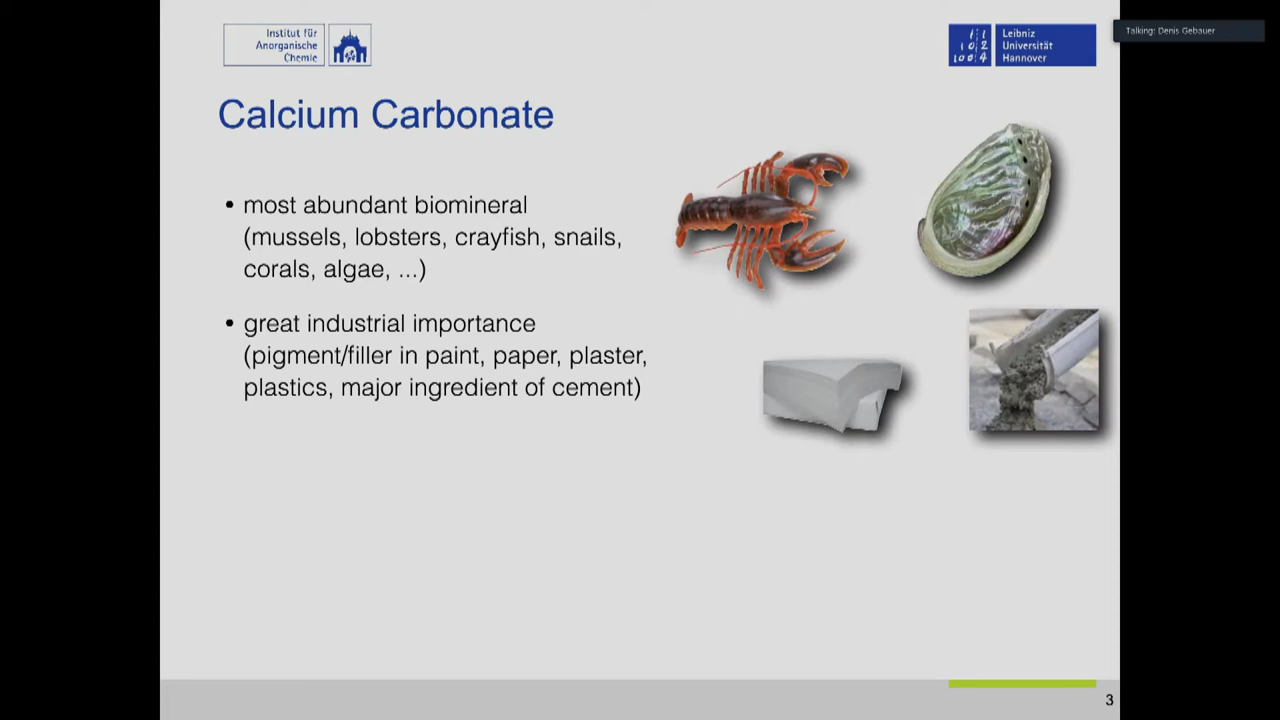 Institut für
Anorganische
Chemie
Leibniz
Universität
Hannover
Talking: Denis Gebauer
Calcium Carbonate
• most abundant biomineral
(mussels, lobsters, crayfish, snails,
corals, algae, ...)
• great industrial importance
(pigment/filler in paint, paper, plaster,
plastics, major ingredient of cement)
3